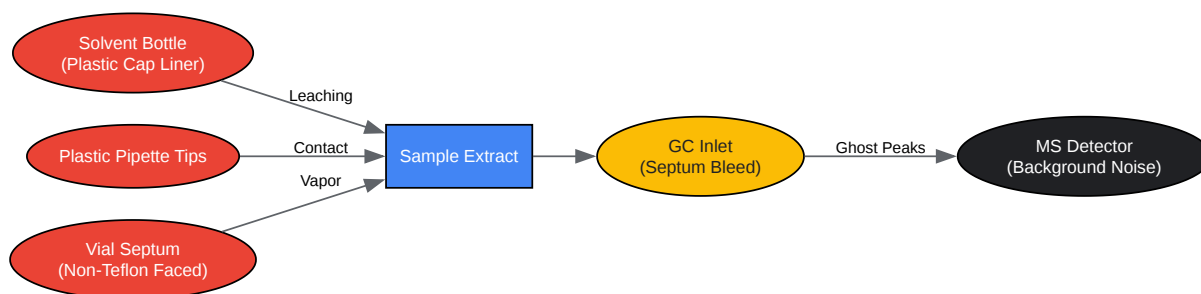 Solvent Bottle
(Plastic Cap Liner)
Leaching
Plastic Pipette Tips
Contact
Sample Extract
GC Inlet
(Septum Bleed)
Ghost Peaks
MS Detector
(Background Noise)
Vapor
Vial Septum
(Non-Teflon Faced)